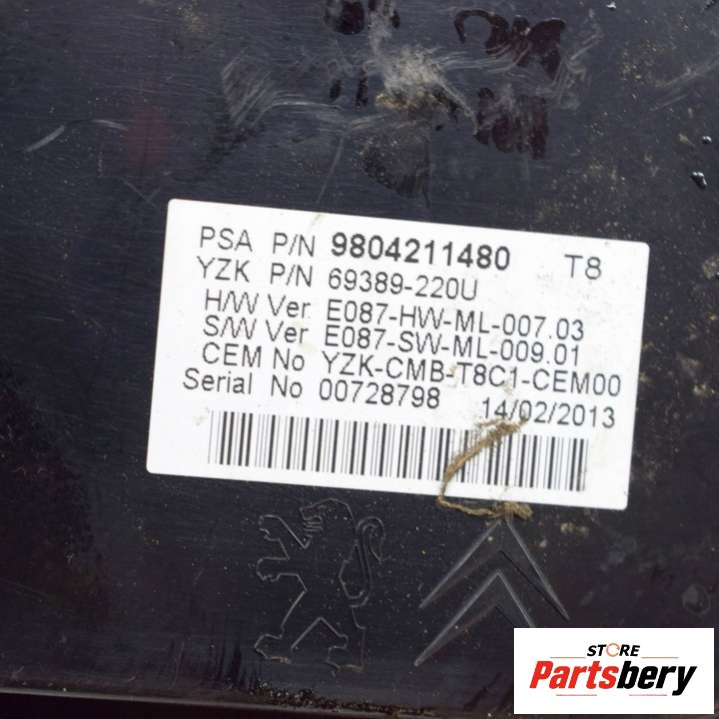 PSA P/N 9804211480 T8
YZK P/N 69389-220U
H/W Ver E087-HW-ML-007.03
S/W Ver E087-SW-ML-009.01
CEM No YZK-CMB-T8C1-CEM00
Serial No 00728798 14/02/2013
STORE
Partsbery